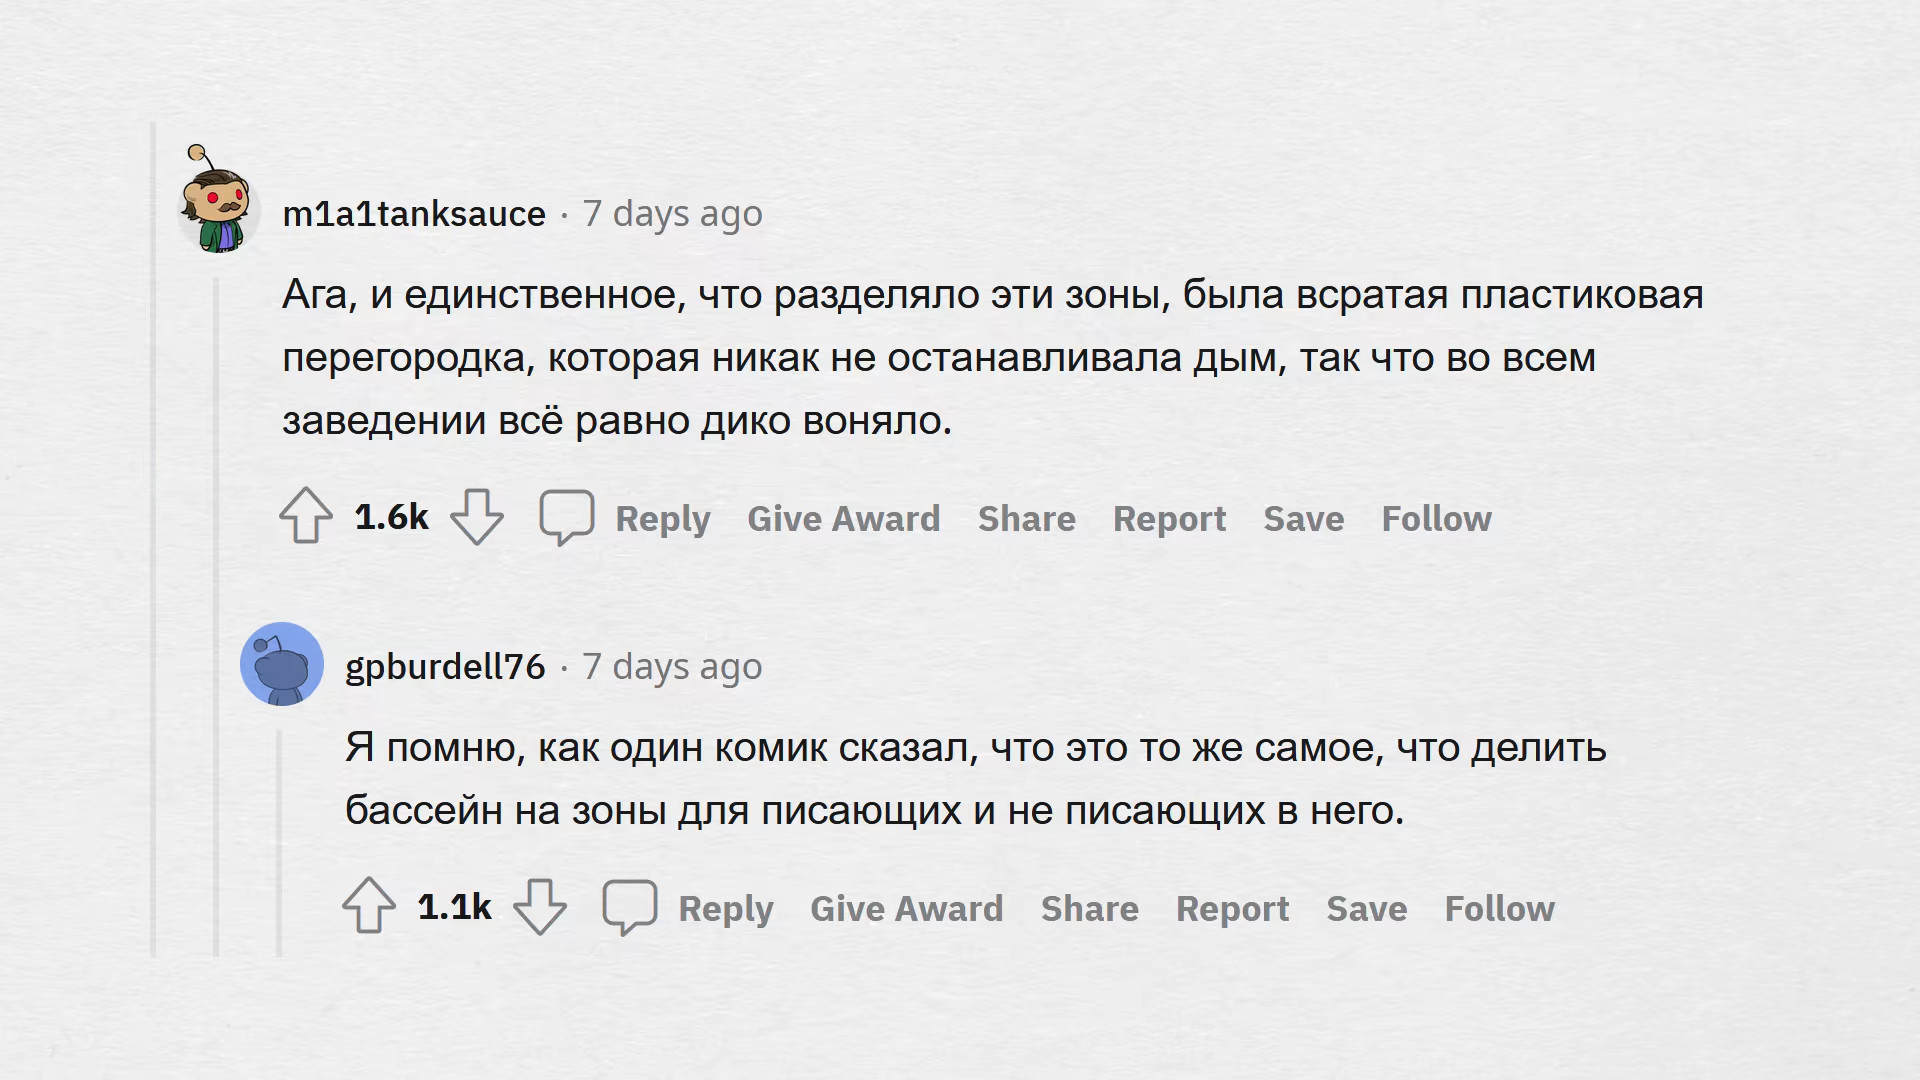 m1a1tanksauce · 7 days ago
Ага, и единственное, что разделяло эти зоны, была всратая пластиковая
перегородка, которая никак не останавливала дым, так что во всем
заведении всё равно дико воняло.
1.6k Reply Give Award Share Report Save Follow
gpburdell76 · 7 days ago
Я помню, как один комик сказал, что это то же самое, что делить
бассейн на зоны для писающих и не писающих в него.
1.1k Reply Give Award Share Report Save Follow